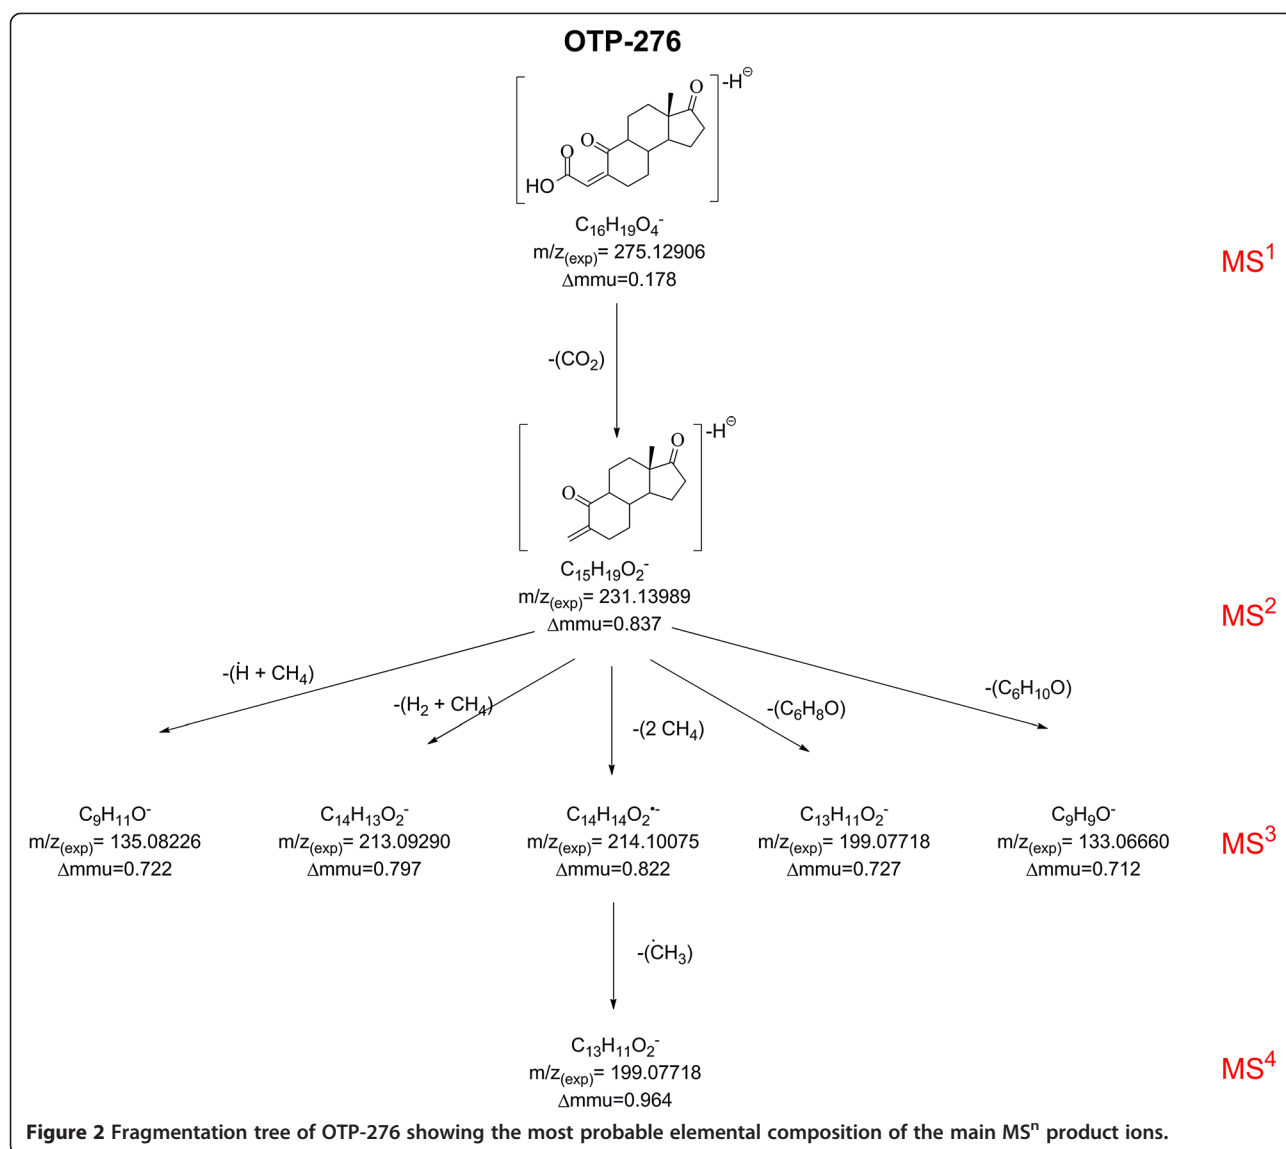 OTP-276
-H⊖
O
O
O
HO
C₁₆H₁₉O₄⁻
m/z₍exp₎= 275.12906
Δmmu=0.178
MS¹
-(CO₂)
-H⊖
O
O
C₁₅H₁₉O₂⁻
m/z₍exp₎= 231.13989
Δmmu=0.837
MS²
-(Ḣ + CH₄)
-(H₂ + CH₄)
-(2 CH₄)
-(C₆H₈O)
-(C₆H₁₀O)
C₉H₁₁O⁻
m/z₍exp₎= 135.08226
Δmmu=0.722
C₁₄H₁₃O₂⁻
m/z₍exp₎= 213.09290
Δmmu=0.797
C₁₄H₁₄O₂•⁻
m/z₍exp₎= 214.10075
Δmmu=0.822
C₁₃H₁₁O₂⁻
m/z₍exp₎= 199.07718
Δmmu=0.727
C₉H₉O⁻
m/z₍exp₎= 133.06660
Δmmu=0.712
MS³
-(ĊH₃)
C₁₃H₁₁O₂⁻
m/z₍exp₎= 199.07718
Δmmu=0.964
MS⁴
Figure 2 Fragmentation tree of OTP-276 showing the most probable elemental composition of the main MSⁿ product ions.